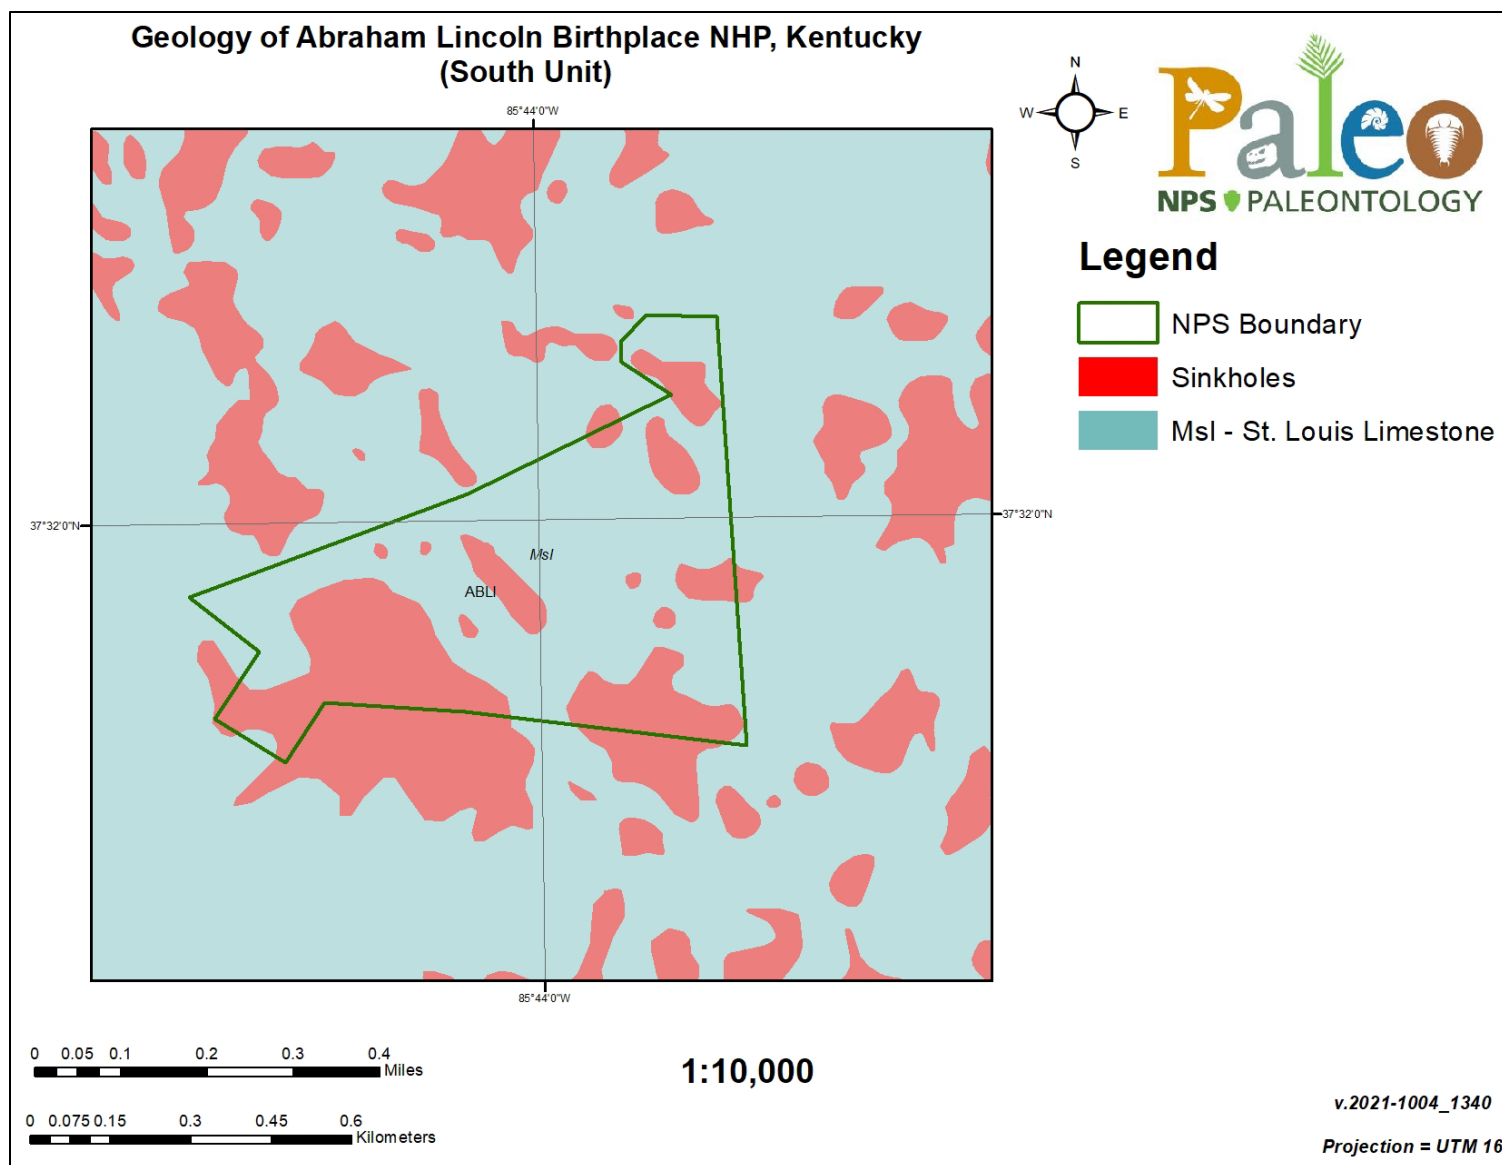 Geology of Abraham Lincoln Birthplace NHP, Kentucky
(South Unit)
N
W E
S
Paleo
NPS PALEONTOLOGY
85°44'0"W
Legend
NPS Boundary
Sinkholes
Msl - St. Louis Limestone
37°32'0"N
37°32'0"N
Msl
ABLI
85°44'0"W
0 0.05 0.1 0.2 0.3 0.4
Miles
1:10,000
0 0.075 0.15 0.3 0.45 0.6
Kilometers
v.2021-1004_1340
Projection = UTM 16